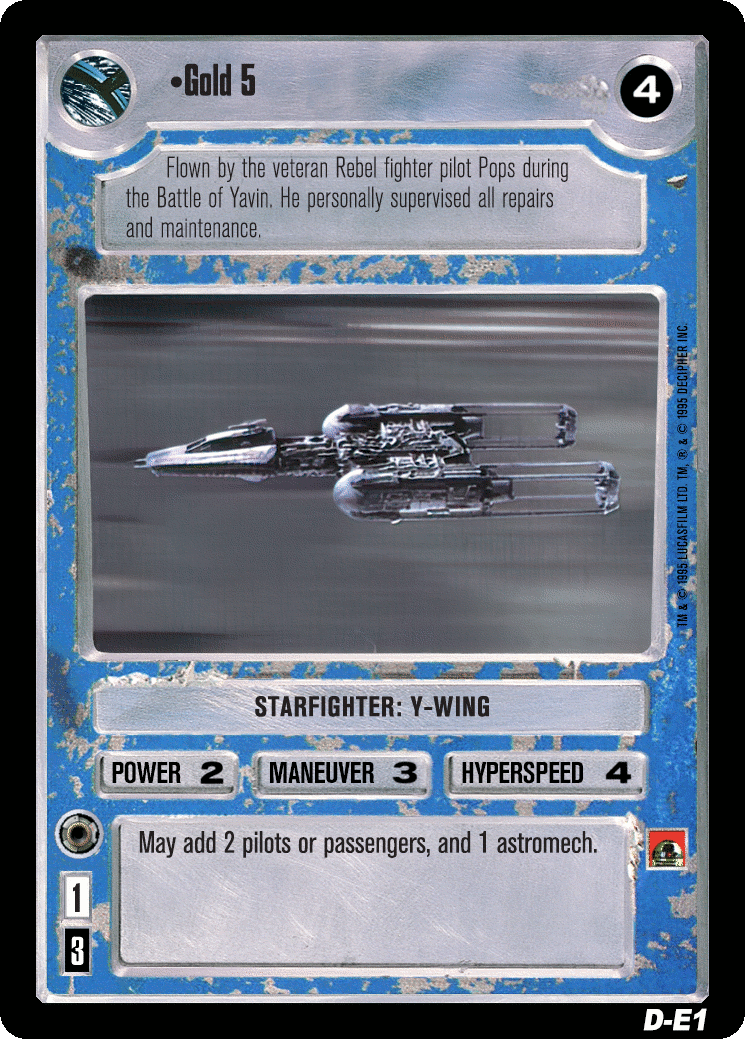 •Gold 5
4
Flown by the veteran Rebel fighter pilot Pops during
the Battle of Yavin. He personally supervised all repairs
and maintenance.
TM & © 1995 LUCASFILM LTD. TM, ® & © 1995 DECIPHER INC.
STARFIGHTER: Y-WING
POWER 2
MANEUVER 3
HYPERSPEED 4
May add 2 pilots or passengers, and 1 astromech.
1
3
D-E1